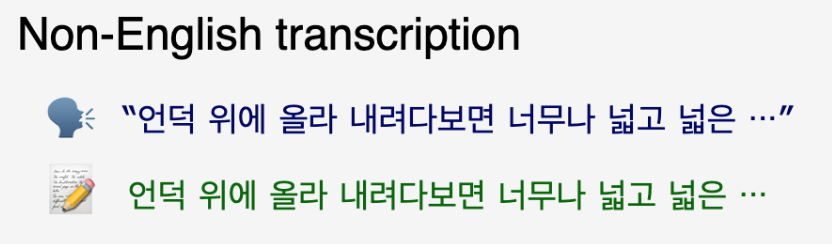 Non-English transcription
“언덕 위에 올라 내려다보면 너무나 넓고 넓은 ⋯”
언덕 위에 올라 내려다보면 너무나 넓고 넓은 ⋯